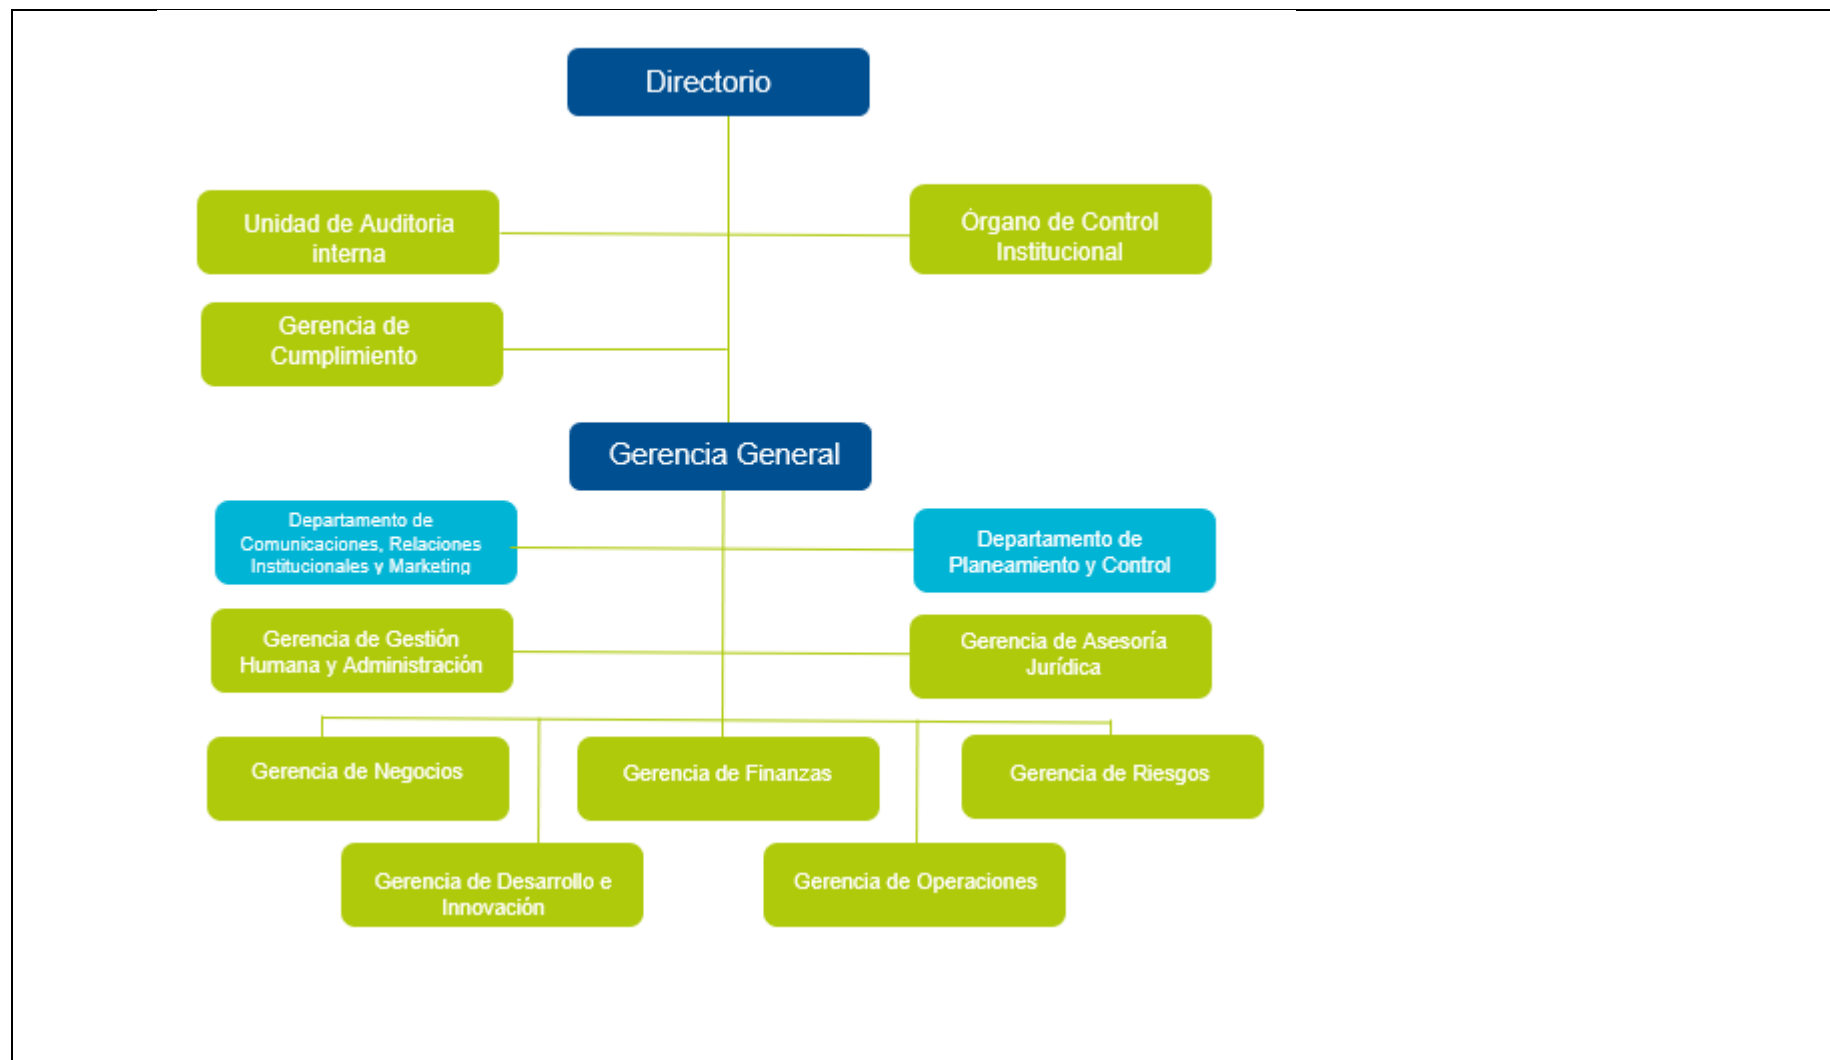 Directorio
Unidad de Auditoria
interna
Órgano de Control
Institucional
Gerencia de
Cumplimiento
Gerencia General
Departamento de
Comunicaciones, Relaciones
Institucionales y Marketing
Departamento de
Planeamiento y Control
Gerencia de Gestión
Humana y Administración
Gerencia de Asesoría
Jurídica
Gerencia de Negocios
Gerencia de Finanzas
Gerencia de Riesgos
Gerencia de Desarrollo e
Innovación
Gerencia de Operaciones